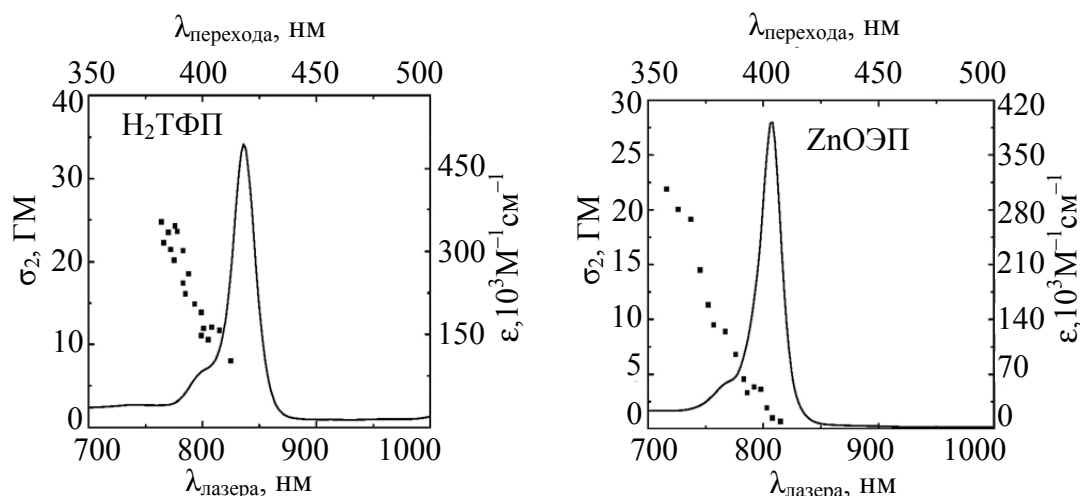 λперехода, нм
350 400 450 500
40
30
20
10
0
σ₂, ГМ
H₂ТФП
450
300
150
ε,10³М⁻¹см⁻¹
700 800 900 1000
λлазера, нм
λперехода, нм
350 400 450 500
30
25
20
15
10
5
0
σ₂, ГМ
ZnОЭП
420
350
280
210
140
70
0
ε,10³М⁻¹см⁻¹
700 800 900 1000
λлазера, нм